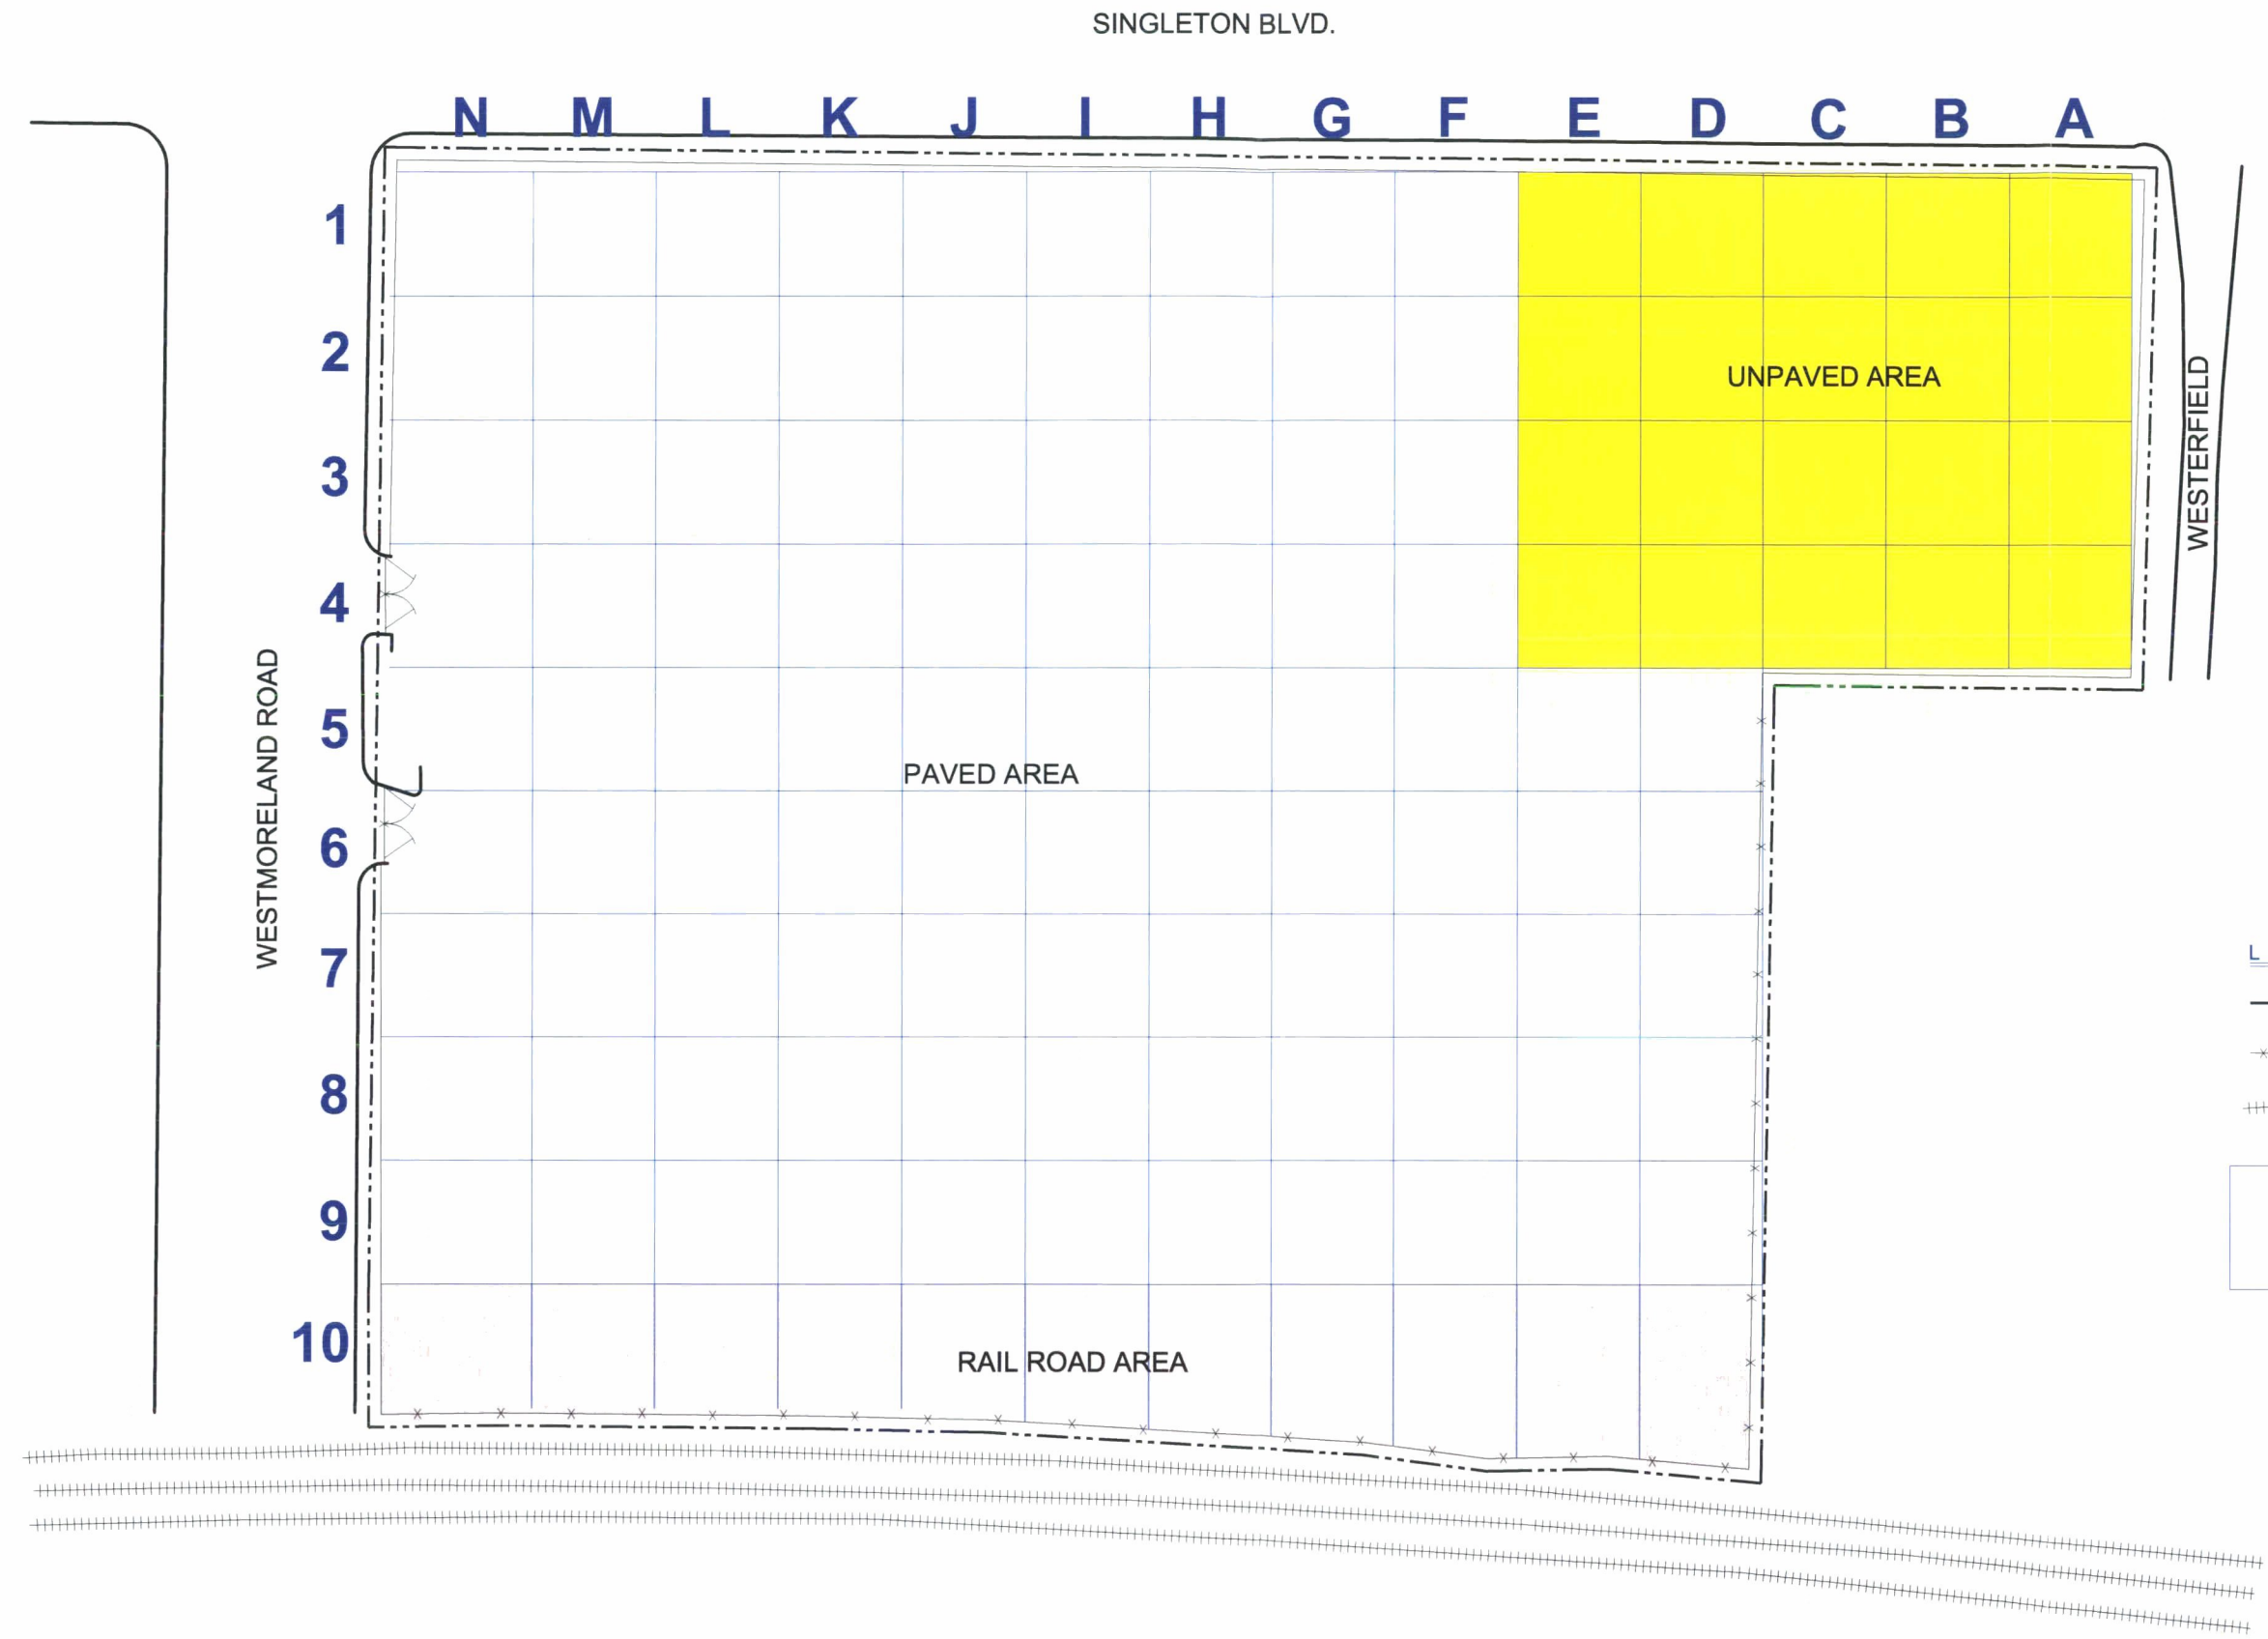 SINGLETON BLVD.
N M L K J I H G F E D C B A
1
2
UNPAVED AREA
WESTERFIELD
3
4
WESTMORELAND ROAD
5
PAVED AREA
6
7
L
8
9
10
RAIL ROAD AREA